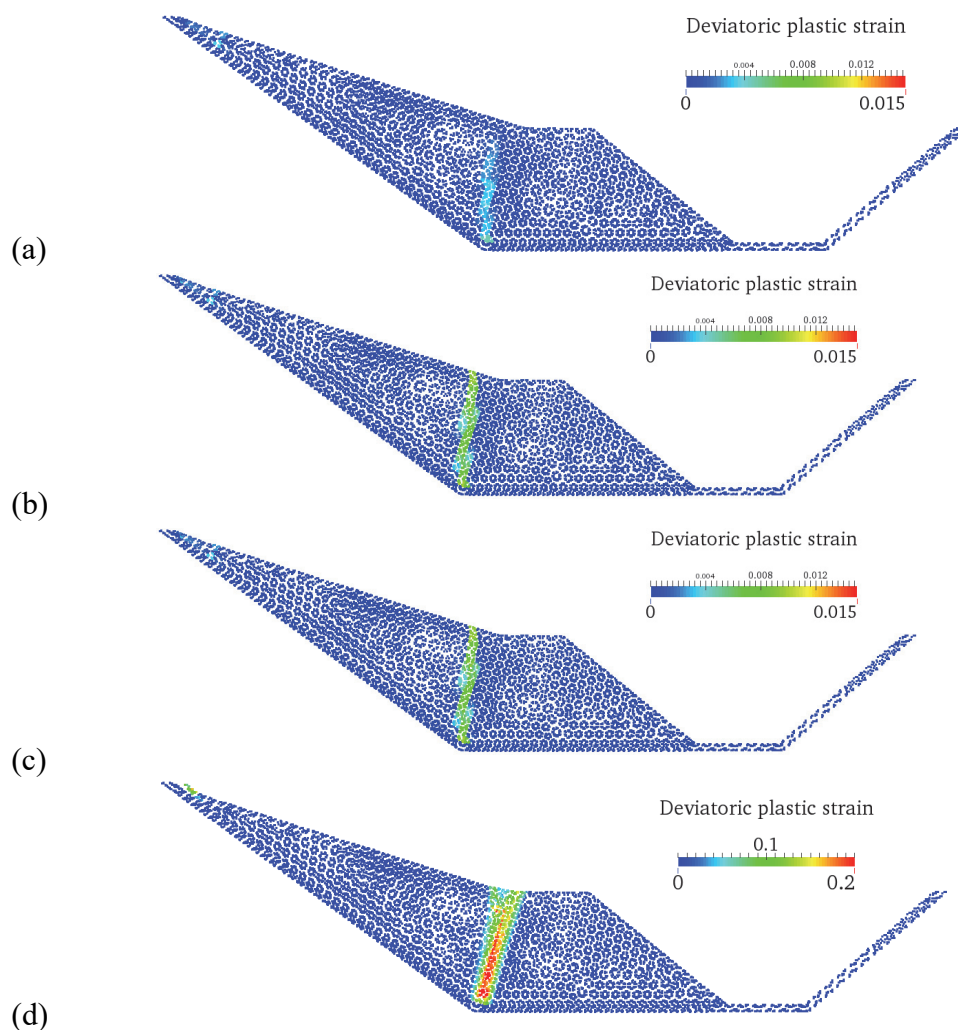 Deviatoric plastic strain
0.004 0.008 0.012
0 0.015
(a)
Deviatoric plastic strain
0.004 0.008 0.012
0 0.015
(b)
Deviatoric plastic strain
0.004 0.008 0.012
0 0.015
(c)
Deviatoric plastic strain
0.1
0 0.2
(d)